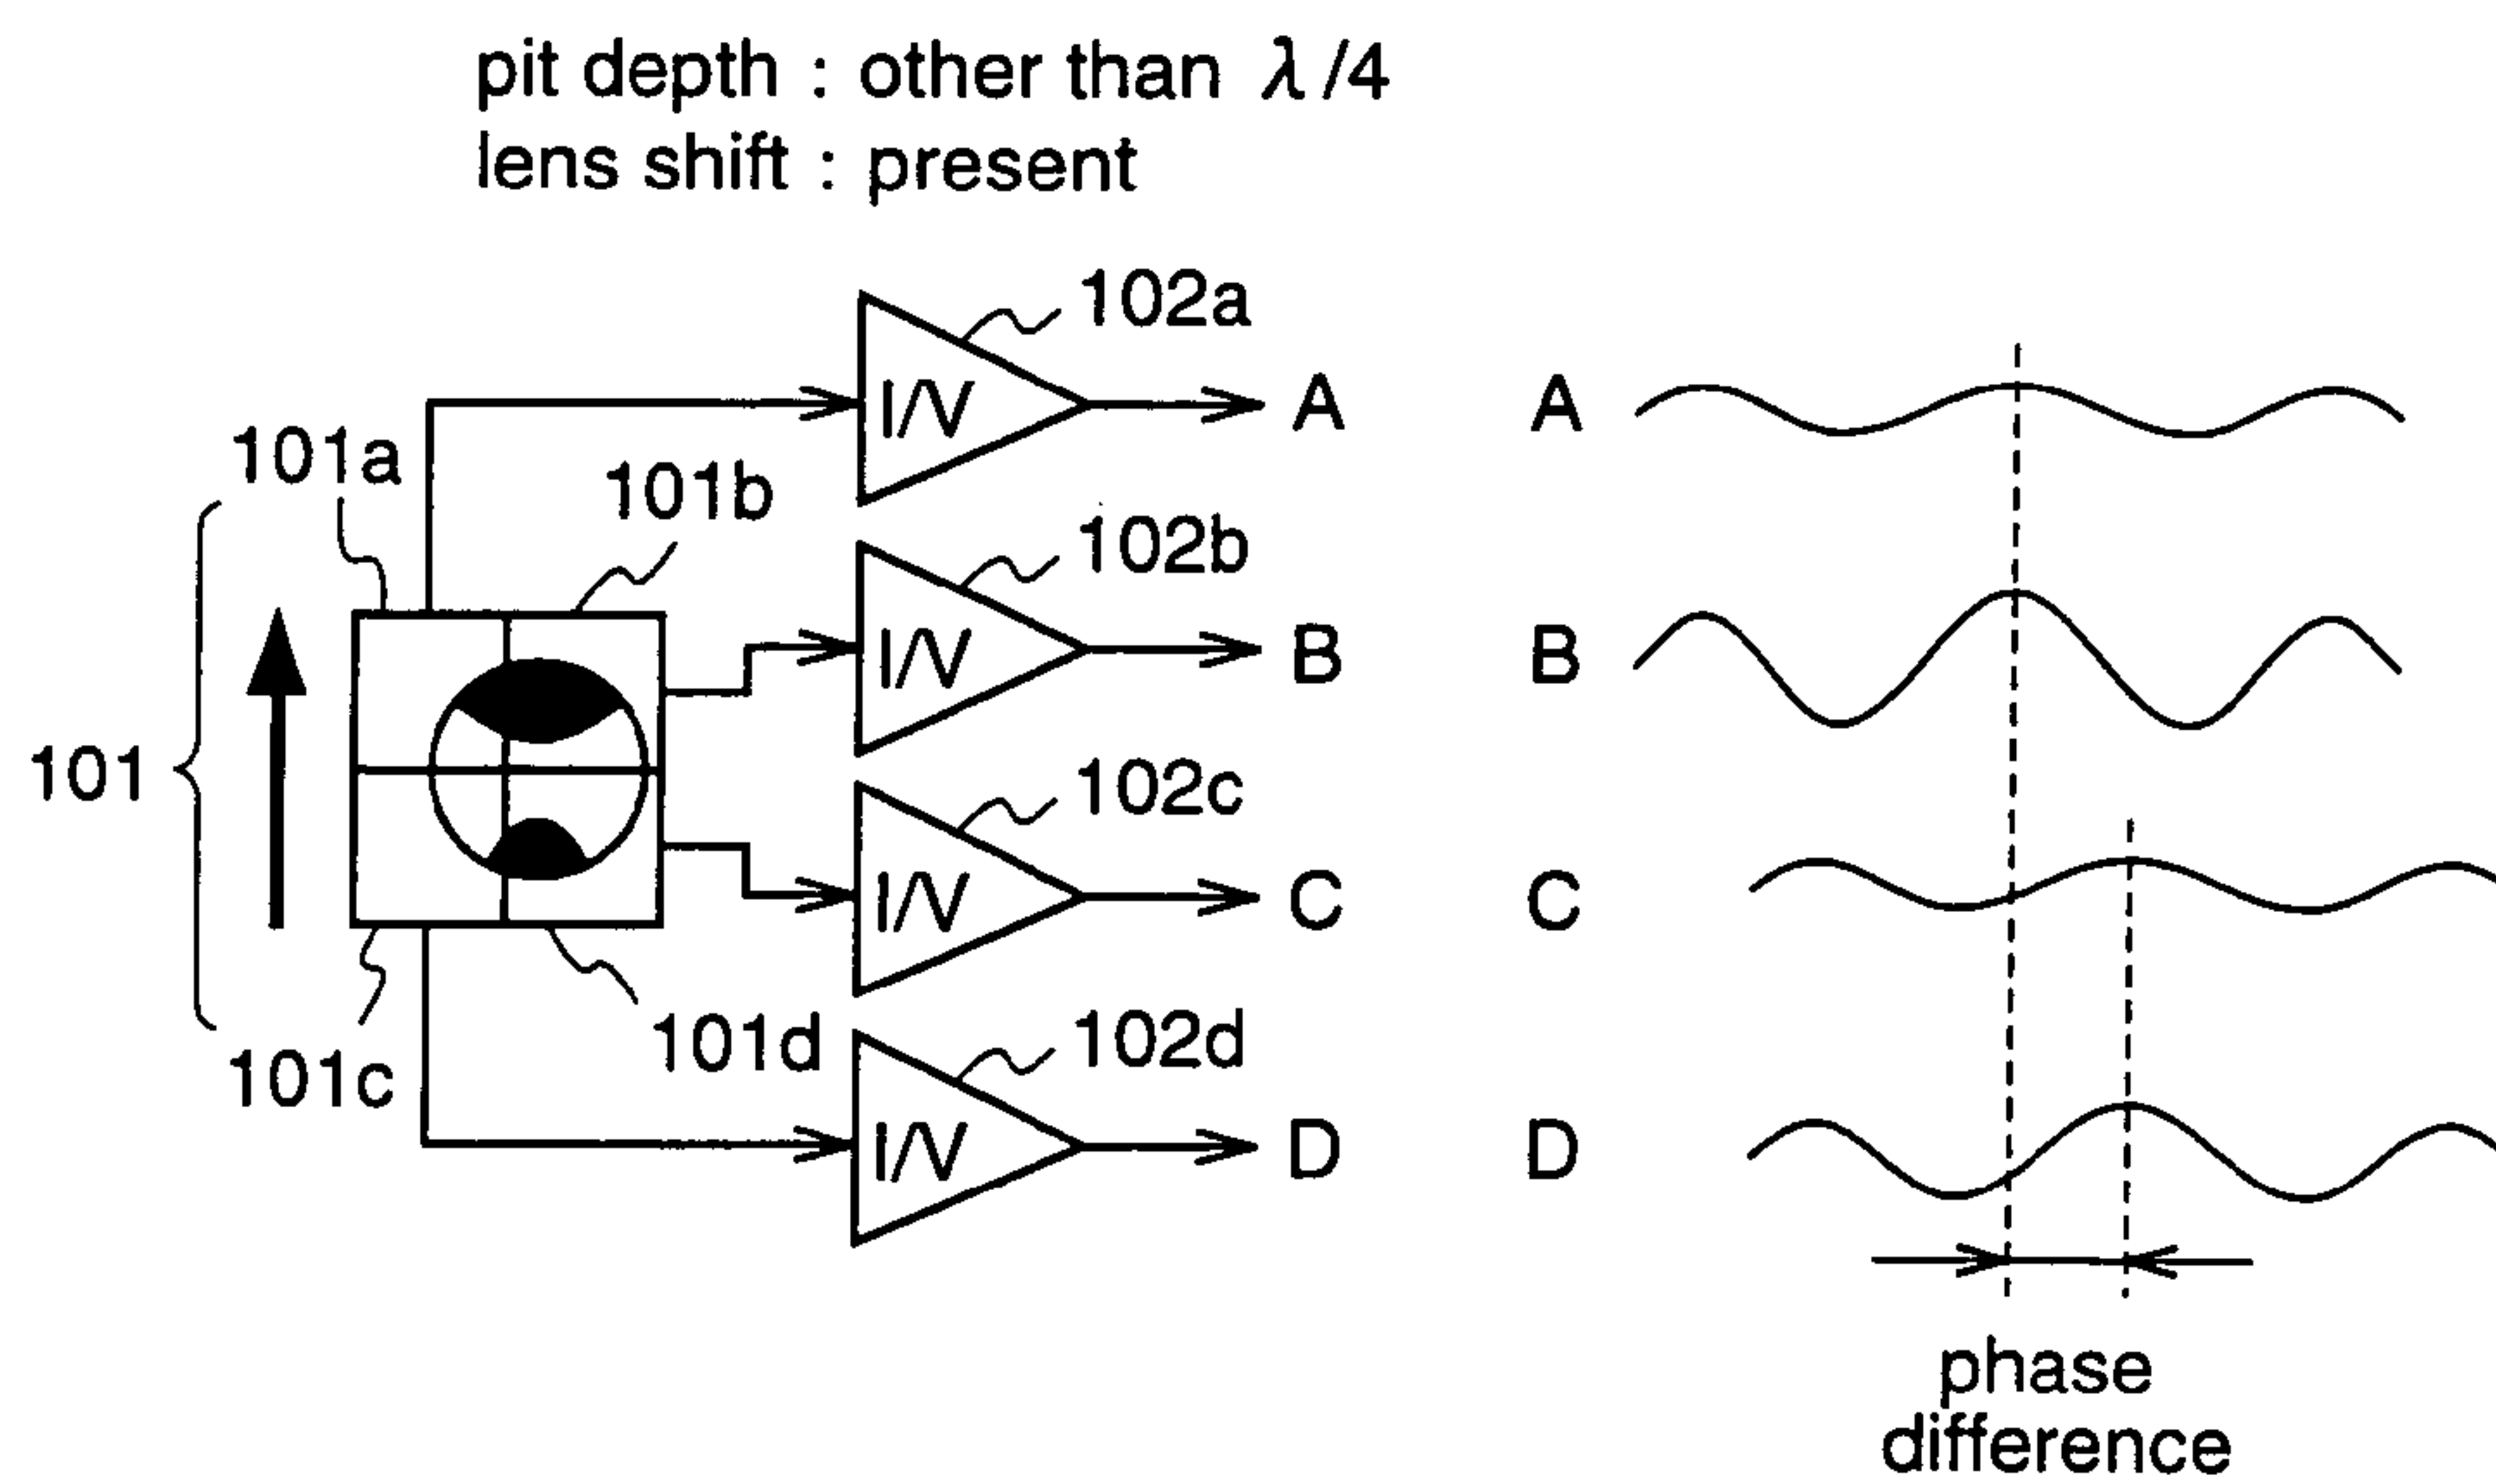 pit depth : other than λ/4
lens shift : present
102a
I/V
A
A
101a
101b
102b
I/V
B
B
101
102c
I/V
C
C
101c
101d
102d
I/V
D
D
phase
difference